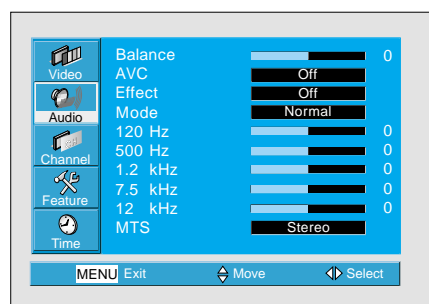 Video
Audio
Channel
Feature
Time
Balance 0
AVC Off
Effect Off
Mode Normal
120 Hz 0
500 Hz 0
1.2 kHz 0
7.5 kHz 0
12 kHz 0
MTS Stereo
MENU Exit Move Select